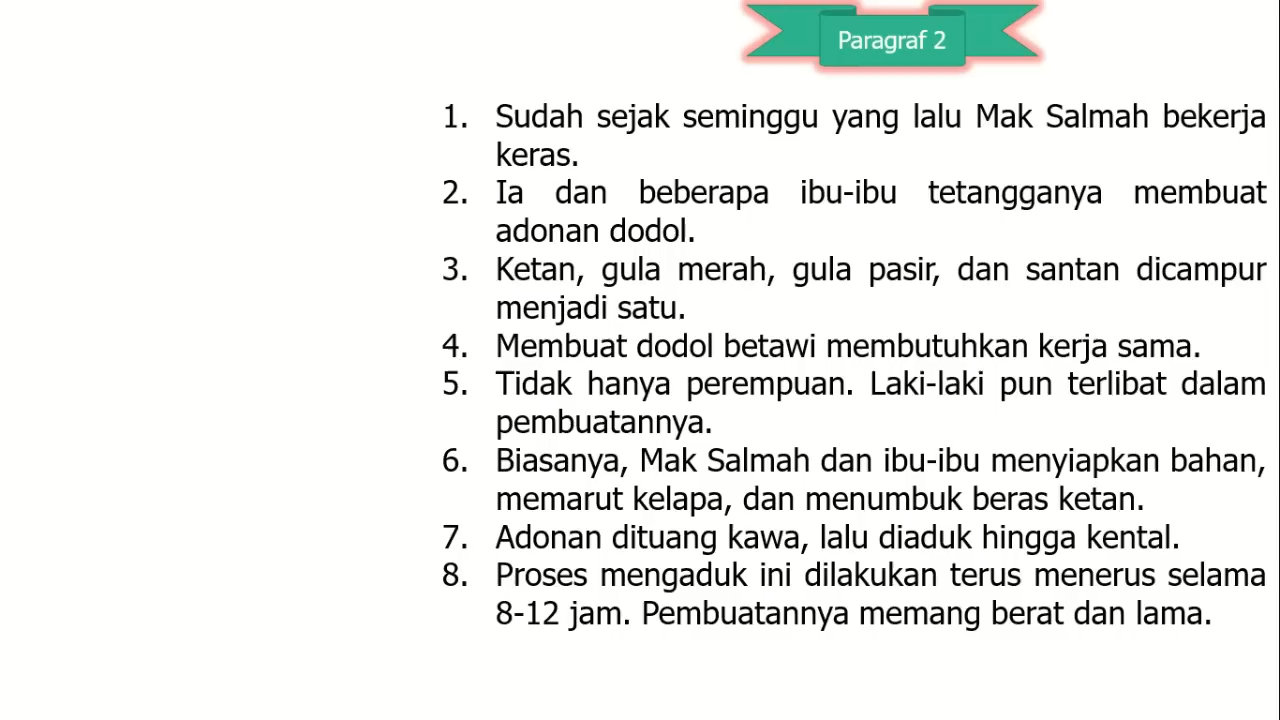 Paragraf 2
1. Sudah sejak seminggu yang lalu Mak Salmah bekerja
keras.
2. Ia dan beberapa ibu-ibu tetangganya membuat
adonan dodol.
3. Ketan, gula merah, gula pasir, dan santan dicampur
menjadi satu.
4. Membuat dodol betawi membutuhkan kerja sama.
5. Tidak hanya perempuan. Laki-laki pun terlibat dalam
pembuatannya.
6. Biasanya, Mak Salmah dan ibu-ibu menyiapkan bahan,
memarut kelapa, dan menumbuk beras ketan.
7. Adonan dituang kawa, lalu diaduk hingga kental.
8. Proses mengaduk ini dilakukan terus menerus selama
8-12 jam. Pembuatannya memang berat dan lama.